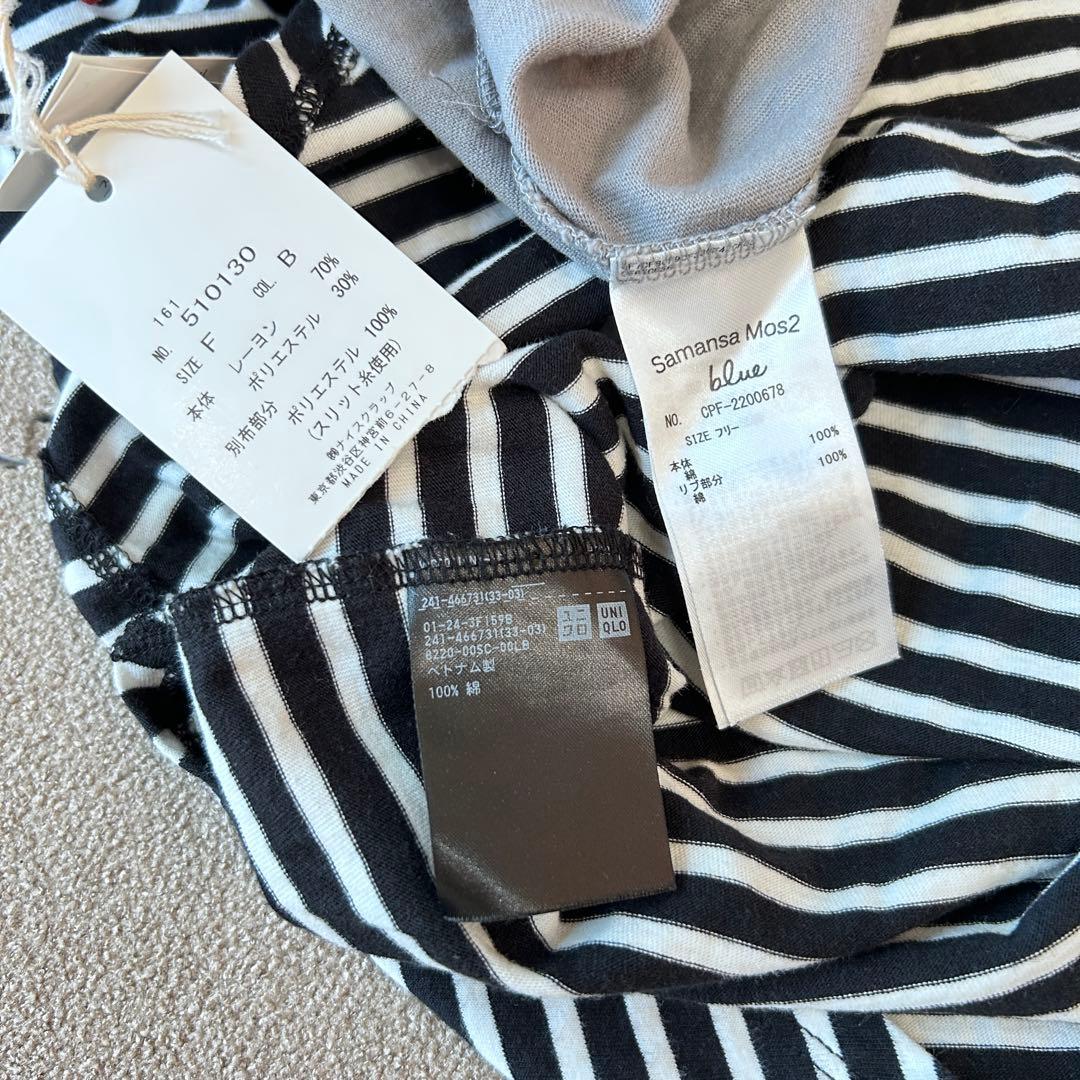 NO. 161
510130
SIZE F COL. B
本体 レーヨン 70%
ポリエステル 30%
別布部分 ポリエステル 100%
(スリット糸使用)
㈱ナイスクラップ
東京都渋谷区神宮前6-27-8
MADE IN CHINA
Samansa Mos2
blue
NO. CPF-2200678
SIZE フリー
本体
綿 100%
リブ部分
綿 100%
241-466731(33-03)
01-24-3F159B
241-466731(33-03)
8220-005C-00LB
ベトナム製
100% 綿
ユニクロ
UNIQLO